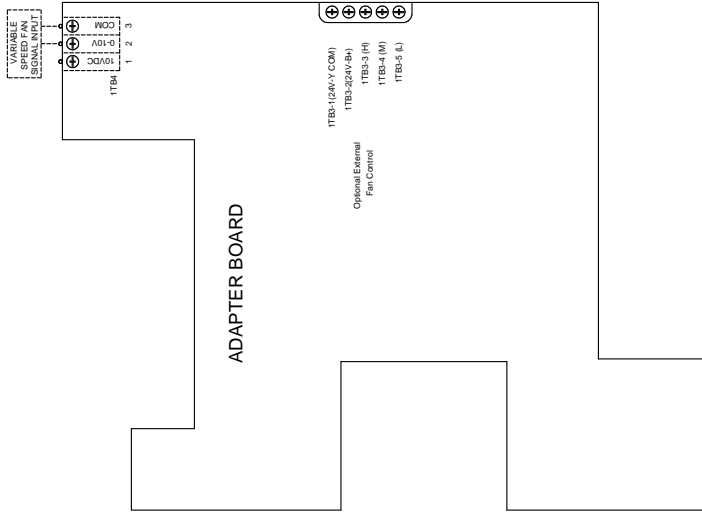 VARIABLE
SPEED FAN
SIGNAL INPUT
COM
3
0-10V
2
10VDC
1
1TB4
1TB3-1(24V-Y COM)
1TB3-2(24V-B+)
1TB3-3 (H)
1TB3-4 (M)
1TB3-5 (L)
Optional External
Fan Control
ADAPTER BOARD